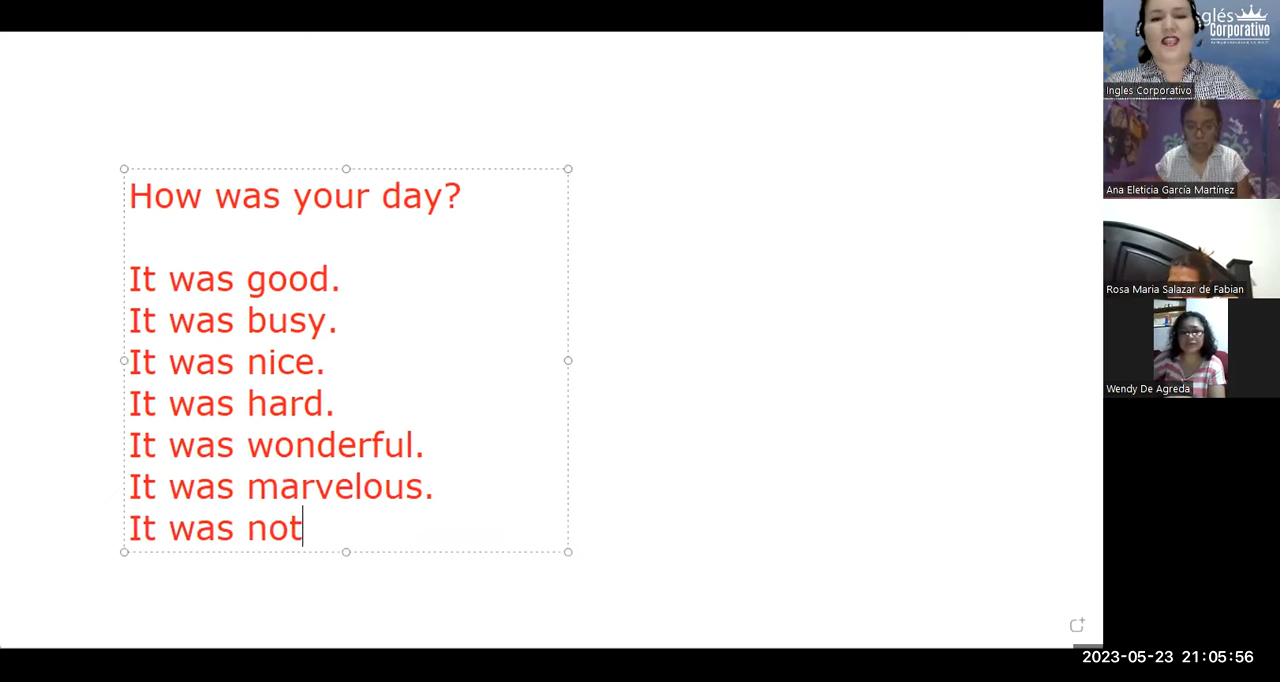 How was your day?
It was good.
It was busy.
It was nice.
It was hard.
It was wonderful.
It was marvelous.
It was not
glés
Corporativo
Ingles Corporativo
Ana Eleticia García Martínez
Rosa Maria Salazar de Fabian
Wendy De Agreda
2023-05-23 21:05:56